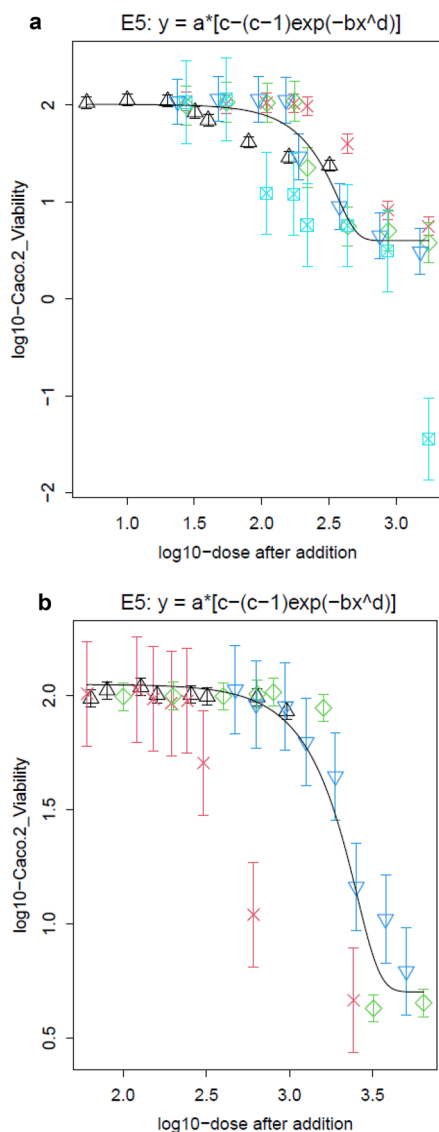 a
E5: y = a*[c−(c−1)exp(−bx^d)]
log10−Caco.2_Viability
2
1
0
−1
−2
1.0 1.5 2.0 2.5 3.0
log10−dose after addition
b
E5: y = a*[c−(c−1)exp(−bx^d)]
log10−Caco.2_Viability
2.0
1.5
1.0
0.5
2.0 2.5 3.0 3.5
log10−dose after addition